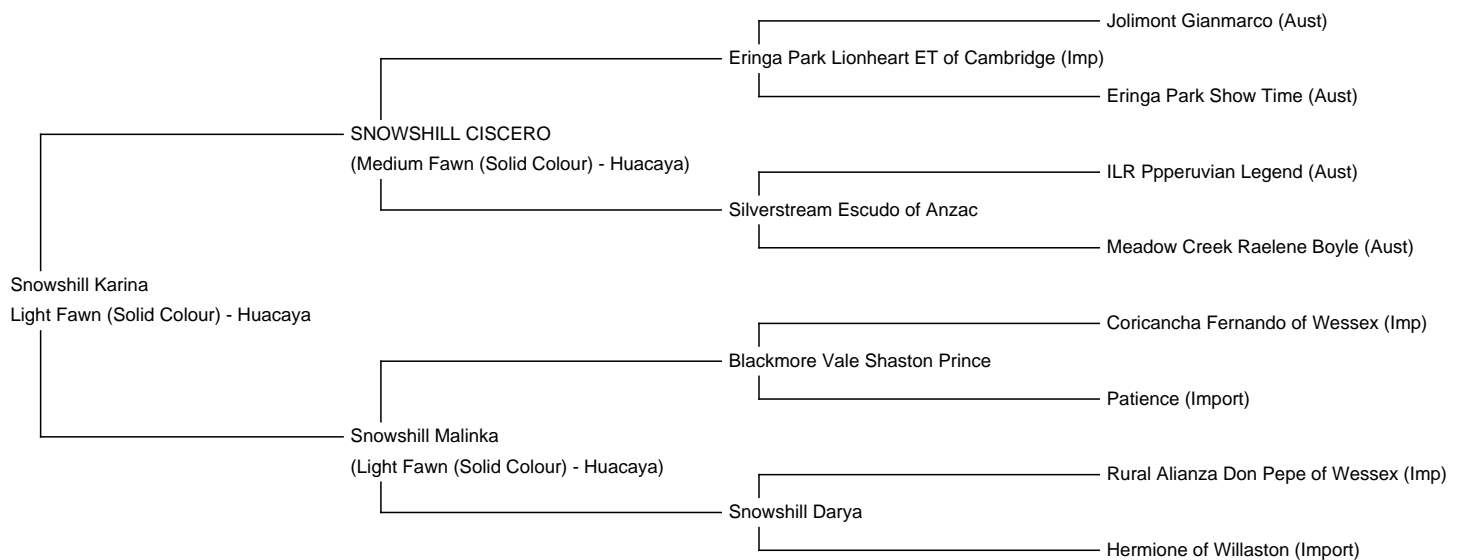 Jolimont Gianmarco (Aust)
Eringa Park Lionheart ET of Cambridge (Imp)
Eringa Park Show Time (Aust)
SNOWSHILL CISCERO
(Medium Fawn (Solid Colour) - Huacaya)
ILR Ppperuvian Legend (Aust)
Silverstream Escudo of Anzac
Meadow Creek Raelene Boyle (Aust)
Snowshill Karina
Light Fawn (Solid Colour) - Huacaya
Coricancha Fernando of Wessex (Imp)
Blackmore Vale Shaston Prince
Patience (Import)
Snowshill Malinka
(Light Fawn (Solid Colour) - Huacaya)
Rural Alianza Don Pepe of Wessex (Imp)
Snowshill Darya
Hermione of Willaston (Import)